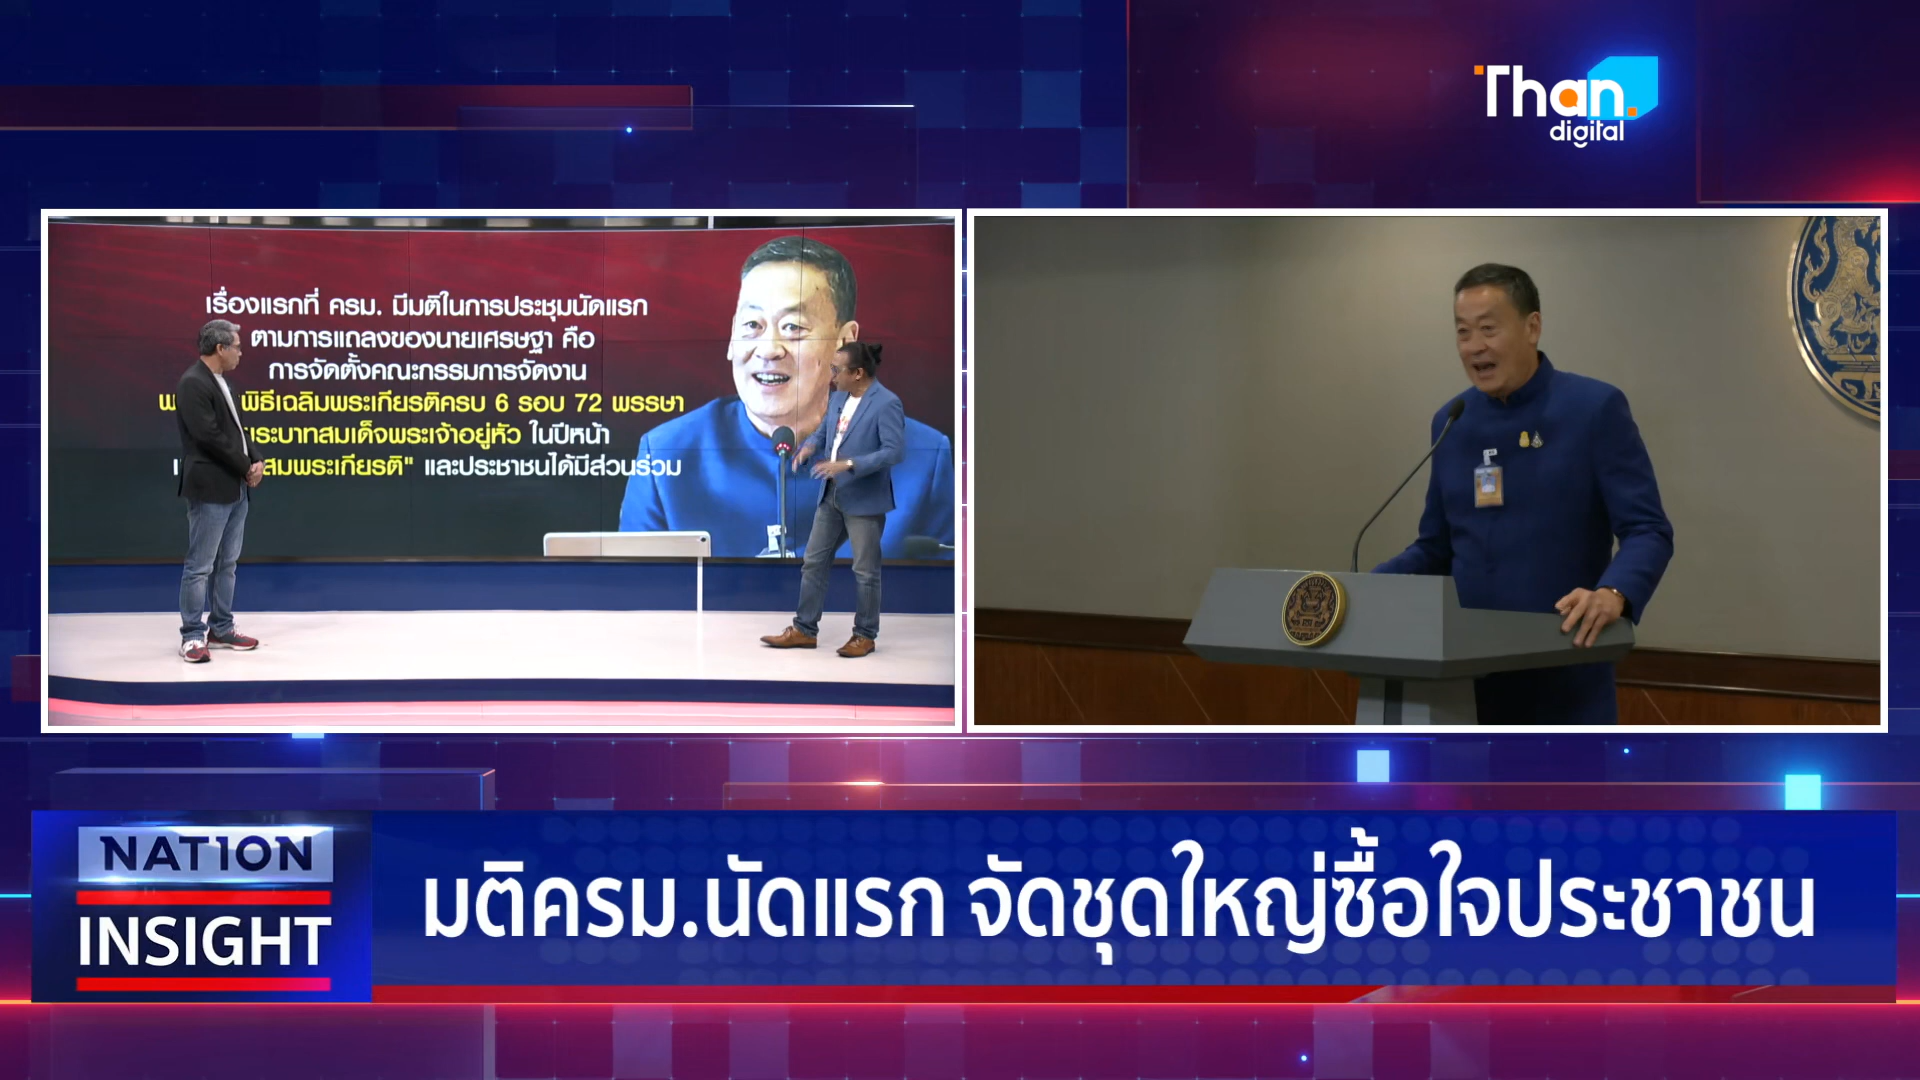 Than.
digital
เรื่องแรกที่ ครม. มีมติในการประชุมนัดแรก
ตามการแถลงของนายเศรษฐา คือ
การจัดตั้งคณะกรรมการจัดงาน
พิธีเฉลิมพระเกียรติครบ 6 รอบ 72 พรรษา
พระบาทสมเด็จพระเจ้าอยู่หัว ในปีหน้า
สมพระเกียรติ" และประชาชนได้มีส่วนร่วม
NATION
INSIGHT
มติครม.นัดแรก จัดชุดใหญ่ซื้อใจประชาชน